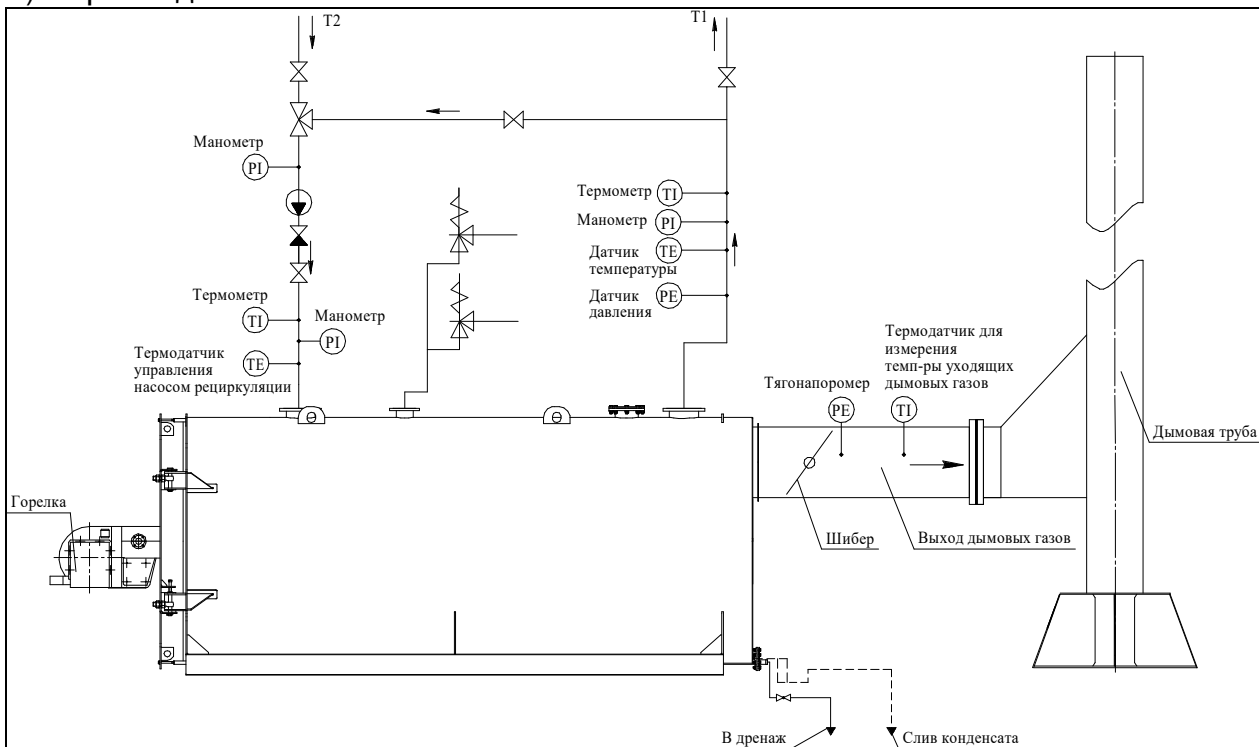 T2
T1
Манометр
PI
Термометр
TI
Манометр
PI
Датчик
температуры
TE
Датчик
давления
PE
Термометр
TI
Манометр
PI
Термодатчик
управления
насосом рециркуляции
TE
Термодатчик для
измерения
темп-ры уходящих
дымовых газов
TI
Тягонапоромер
PE
Дымовая труба
Горелка
Шибер
Выход дымовых газов
В дренаж
Слив конденсата